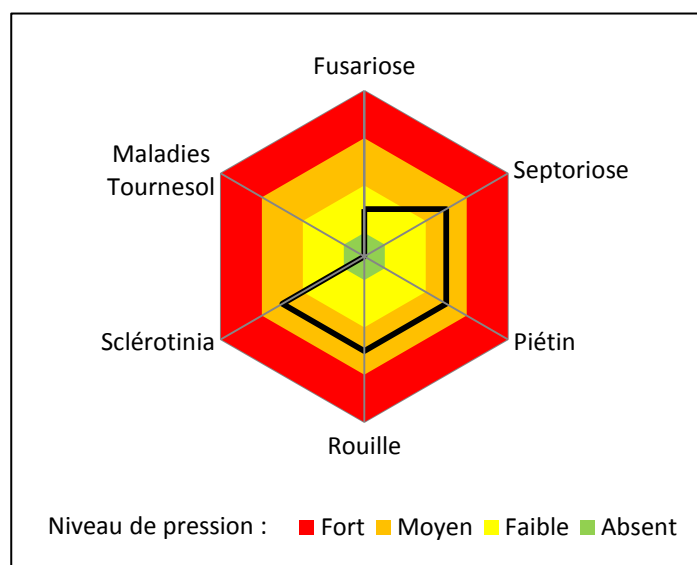 Fusariose
Maladies
Tournesol
Septoriose
Sclérotinia
Piétin
Rouille
Niveau de pression : Fort Moyen Faible Absent